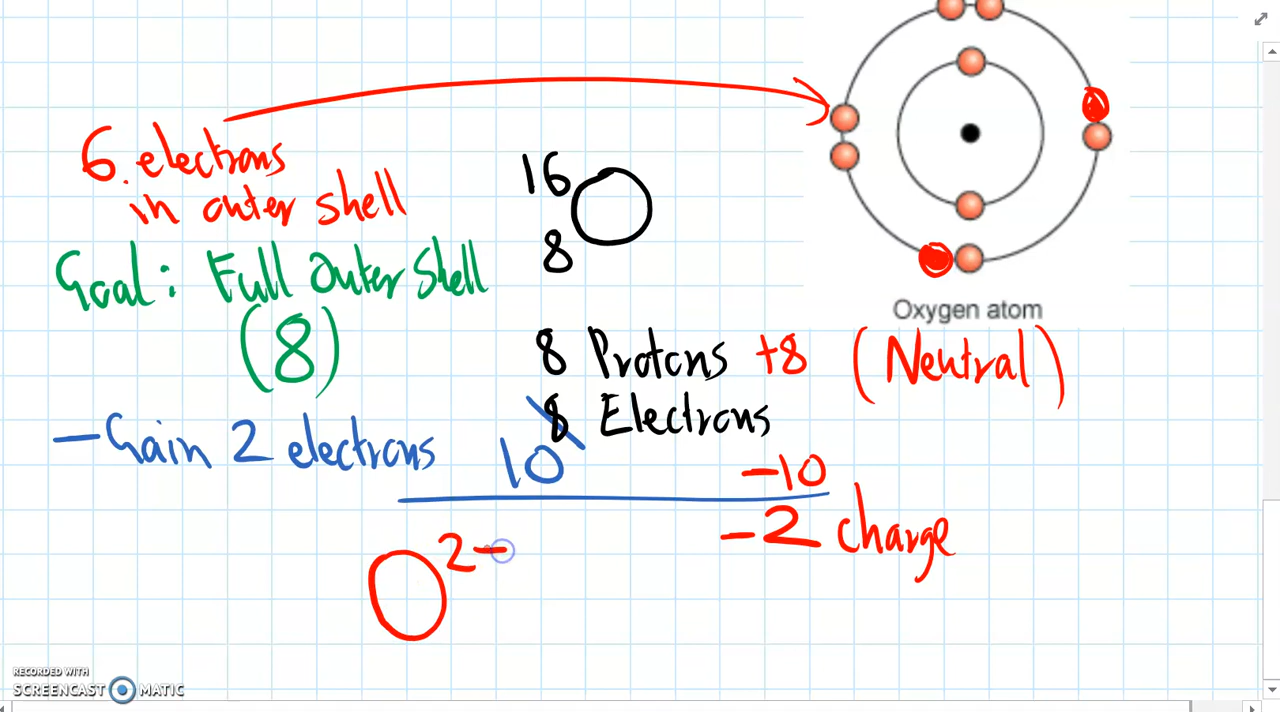 6 electrons
in outer shell
Goal: Full Outer Shell
(8)
- Gain 2 electrons
16
8
O
Oxygen atom
8 Protons +8 (Neutral)
8 Electrons
10
-10
-2 charge
O 2-
RECORDED WITH
SCREENCAST MATIC